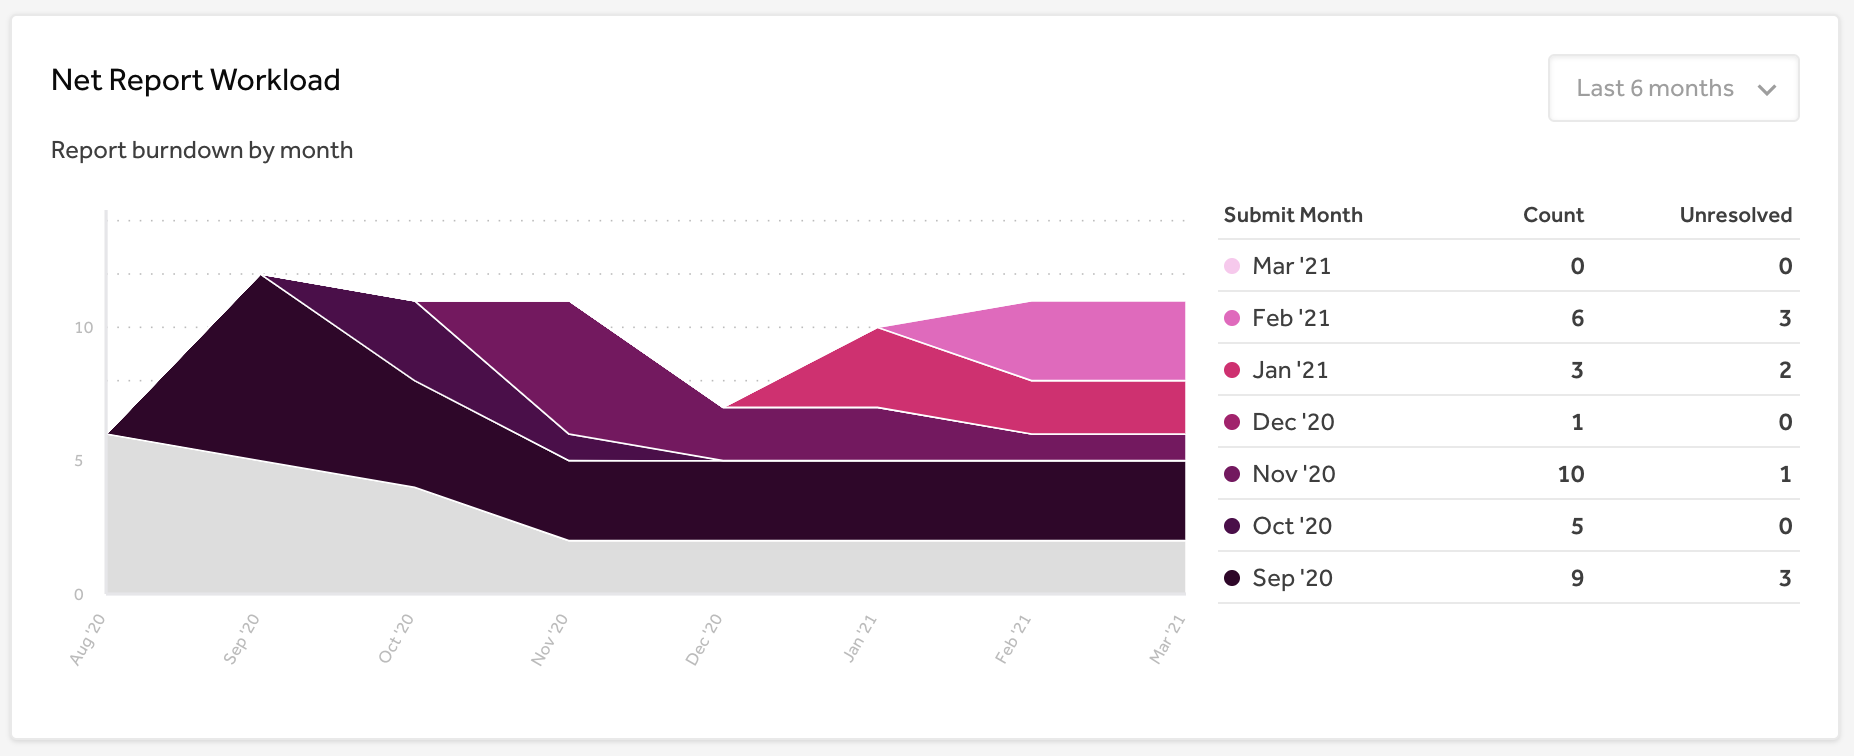 Net Report Workload
Last 6 months
Report burndown by month
10
5
0
Aug '20
Sep '20
Oct '20
Nov '20
Dec '20
Jan '21
Feb '21
Mar '21
Submit Month Count Unresolved
Mar '21 0 0
Feb '21 6 3
Jan '21 3 2
Dec '20 1 0
Nov '20 10 1
Oct '20 5 0
Sep '20 9 3